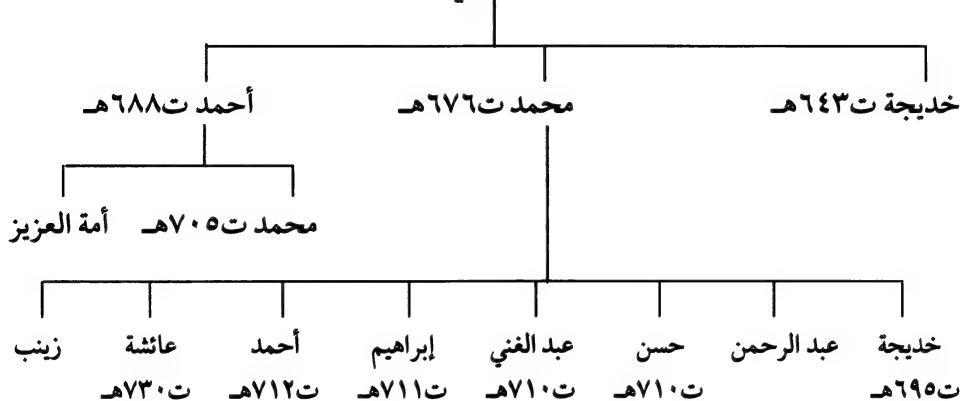 خديجة ت٦٤٣هـ محمد ت٦٧٦هـ أحمد ت٦٨٨هـ
محمد ت٧٠٥هـ أمة العزيز
خديجة عبد الرحمن حسن عبد الغني إبراهيم أحمد عائشة زينب
ت٦٩٥هـ ت٧١٠هـ ت٧١٠هـ ت٧١١هـ ت٧١٢هـ ت٧٣٠هـ